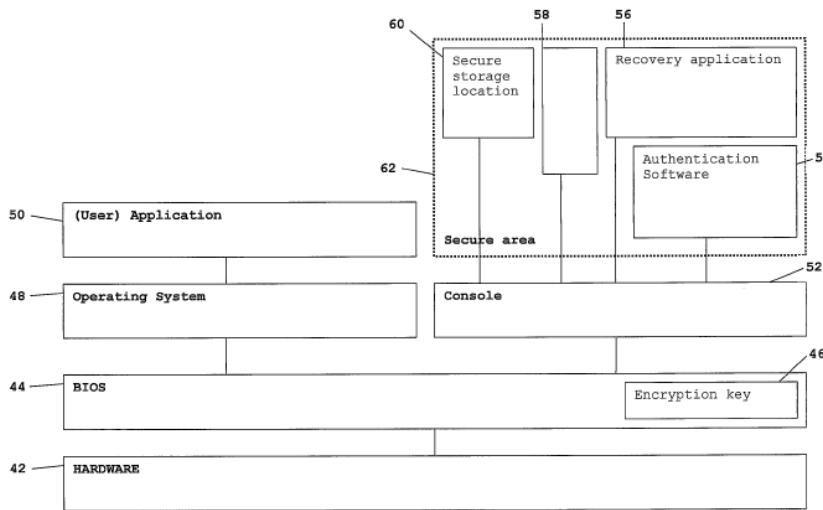 60
58
56
Secure
storage
location
Recovery application
Authentication
Software
5
62
Secure area
50
(User) Application
52
48
Operating System
Console
46
44
BIOS
Encryption key
42
HARDWARE